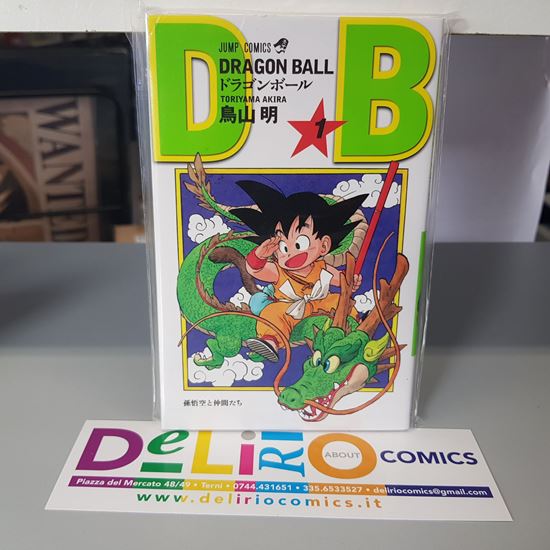 WANTED
D B
JUMP COMICS
DRAGON BALL
ドラゴンボール
TORIYAMA AKIRA
鳥山明
1
孫悟空と仲間たち
DeLiRiO ABOUT COMICS
Piazza del Mercato 48/49 • Terni • 0744.431651 • 335.6533527 • deliriocomics@gmail.com
www.deliriocomics.it